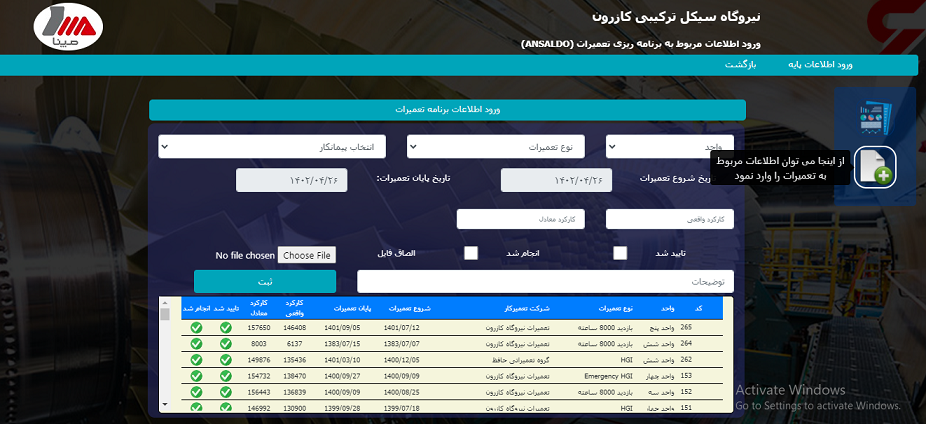 نیروگاه سیکل ترکیبی کازرون
مپنا
ورود اطلاعات مربوط به برنامه ریزی تعمیرات (ANSALDO)
ورود اطلاعات پایه
بازگشت
ورود اطلاعات برنامه تعمیرات
واحد
نوع تعمیرات
انتخاب پیمانکار
از اینجا می توان اطلاعات مربوط
به تعمیرات را وارد نمود
ریخ شروع تعمیرات
۱۴۰۲/۰۴/۲۶
تاریخ پایان تعمیرات:
۱۴۰۲/۰۴/۲۶
کارکرد واقعی
کارکرد معادل
تایید شد
انجام شد
الصاق فایل
Choose File No file chosen
توضیحات
ثبت
کد واحد نوع تعمیرات شرکت تعمیرکار شروع تعمیرات پایان تعمیرات کارکرد واقعی کارکرد معادل تایید شد انجام شد
265 واحد پنج بازدید 8000 ساعته تعمیرات نیروگاه کازرون 1401/07/12 1401/09/05 146408 157650
264 واحد شش بازدید 8000 ساعته تعمیرات نیروگاه کازرون 1383/07/07 1383/07/15 6137 8003
262 واحد شش HGI گروه تعمیراتی حافظ 1400/12/05 1401/03/10 135436 149876
153 واحد چهار Emergency HGI تعمیرات نیروگاه کازرون 1400/09/09 1400/09/27 138470 154732
152 واحد سه بازدید 8000 ساعته تعمیرات نیروگاه کازرون 1400/08/25 1400/09/09 136839 156443
151 واحد چهار HGI تعمیرات نیروگاه کازرون 1399/07/18 1399/09/28 130900 146992
Activate Windows
Go to Settings to activate Windows.